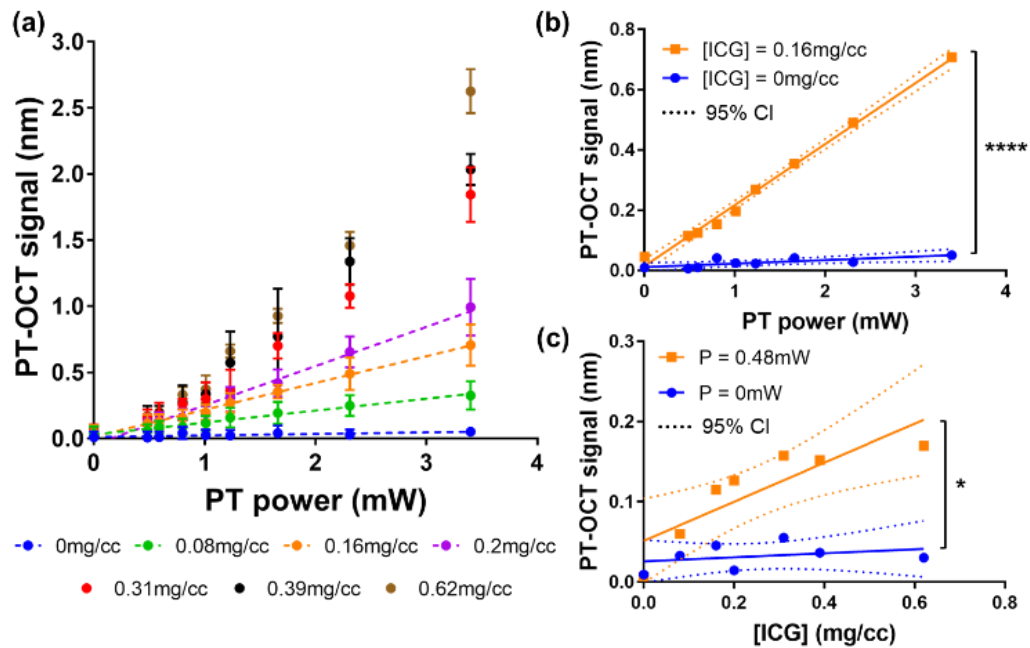 (a)
3.0
2.5
2.0
1.5
1.0
0.5
0.0
PT-OCT signal (nm)
0 1 2 3 4
PT power (mW)
0mg/cc 0.08mg/cc 0.16mg/cc 0.2mg/cc
0.31mg/cc 0.39mg/cc 0.62mg/cc
(b)
0.8
0.6
0.4
0.2
0.0
PT-OCT signal (nm)
[ICG] = 0.16mg/cc
[ICG] = 0mg/cc
95% CI
****
0 1 2 3 4
PT power (mW)
(c)
0.3
0.2
0.1
0.0
PT-OCT signal (nm)
P = 0.48mW
P = 0mW
95% CI
*
0.0 0.2 0.4 0.6 0.8
[ICG] (mg/cc)